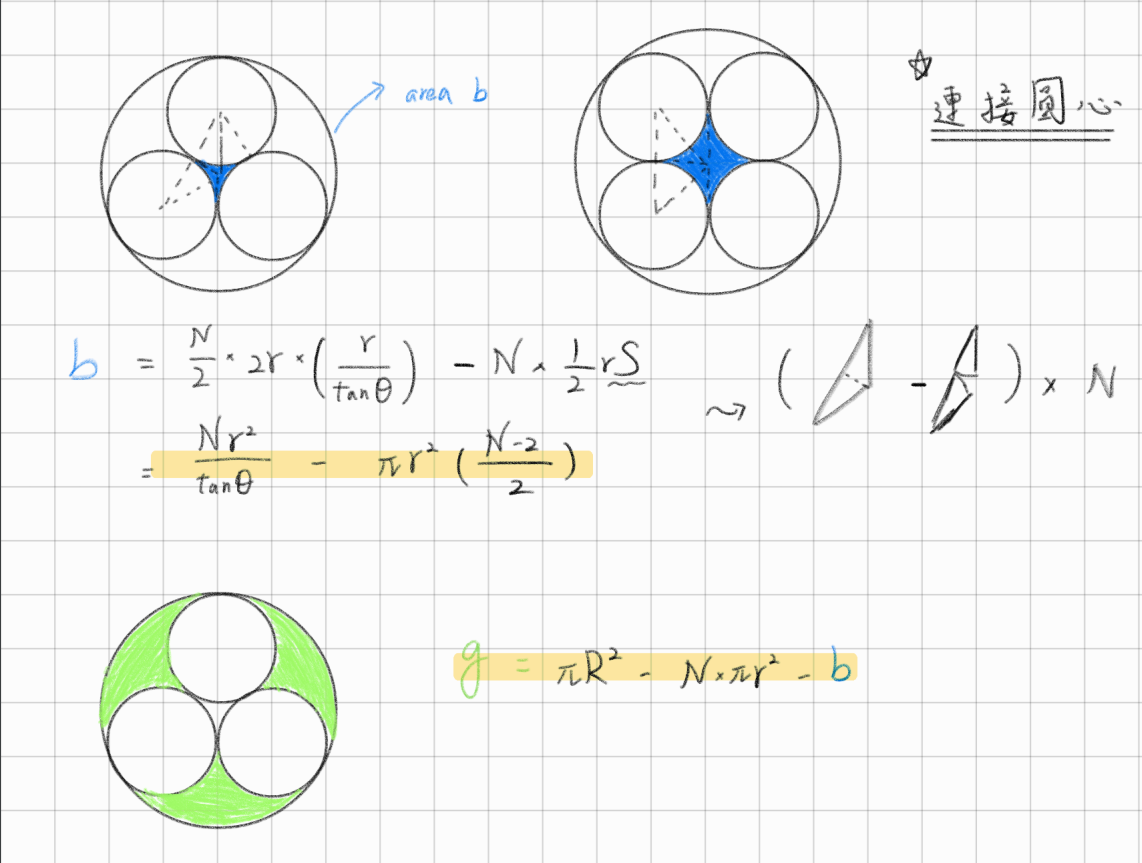 area b
☆ 連接圓心
b = N/2 × 2r × (r/tanθ) - N × 1/2 rS ⇝ ( - ) × N
= Nr²/tanθ - πr² (N-2/2)
g = πR² - N×πr² - b